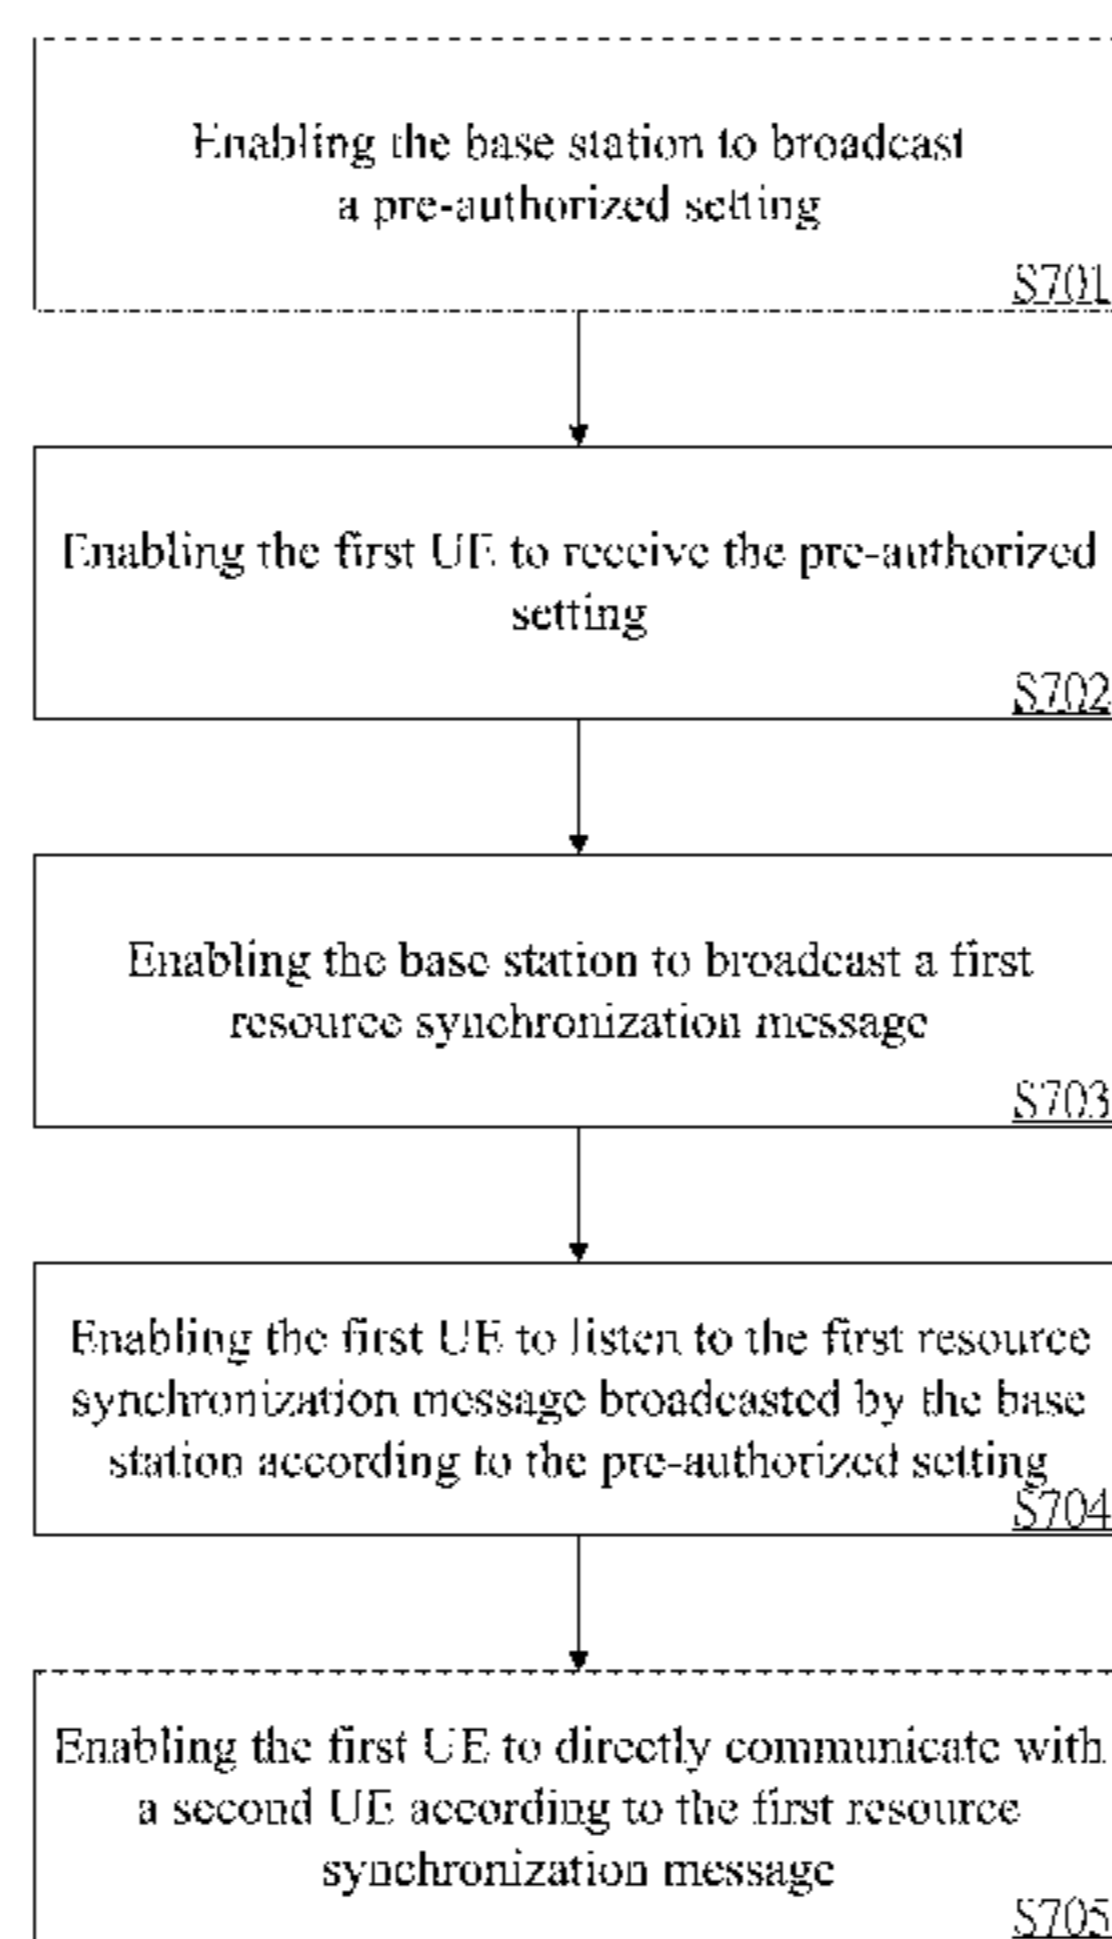 Enabling the base station to broadcast
a pre-authorized setting
S701
Enabling the first UE to receive the pre-authorized
setting
S702
Enabling the base station to broadcast a first
resource synchronization message
S703
Enabling the first UE to listen to the first resource
synchronization message broadcasted by the base
station according to the pre-authorized setting
S704
Enabling the first UE to directly communicate with
a second UE according to the first resource
synchronization message
S705